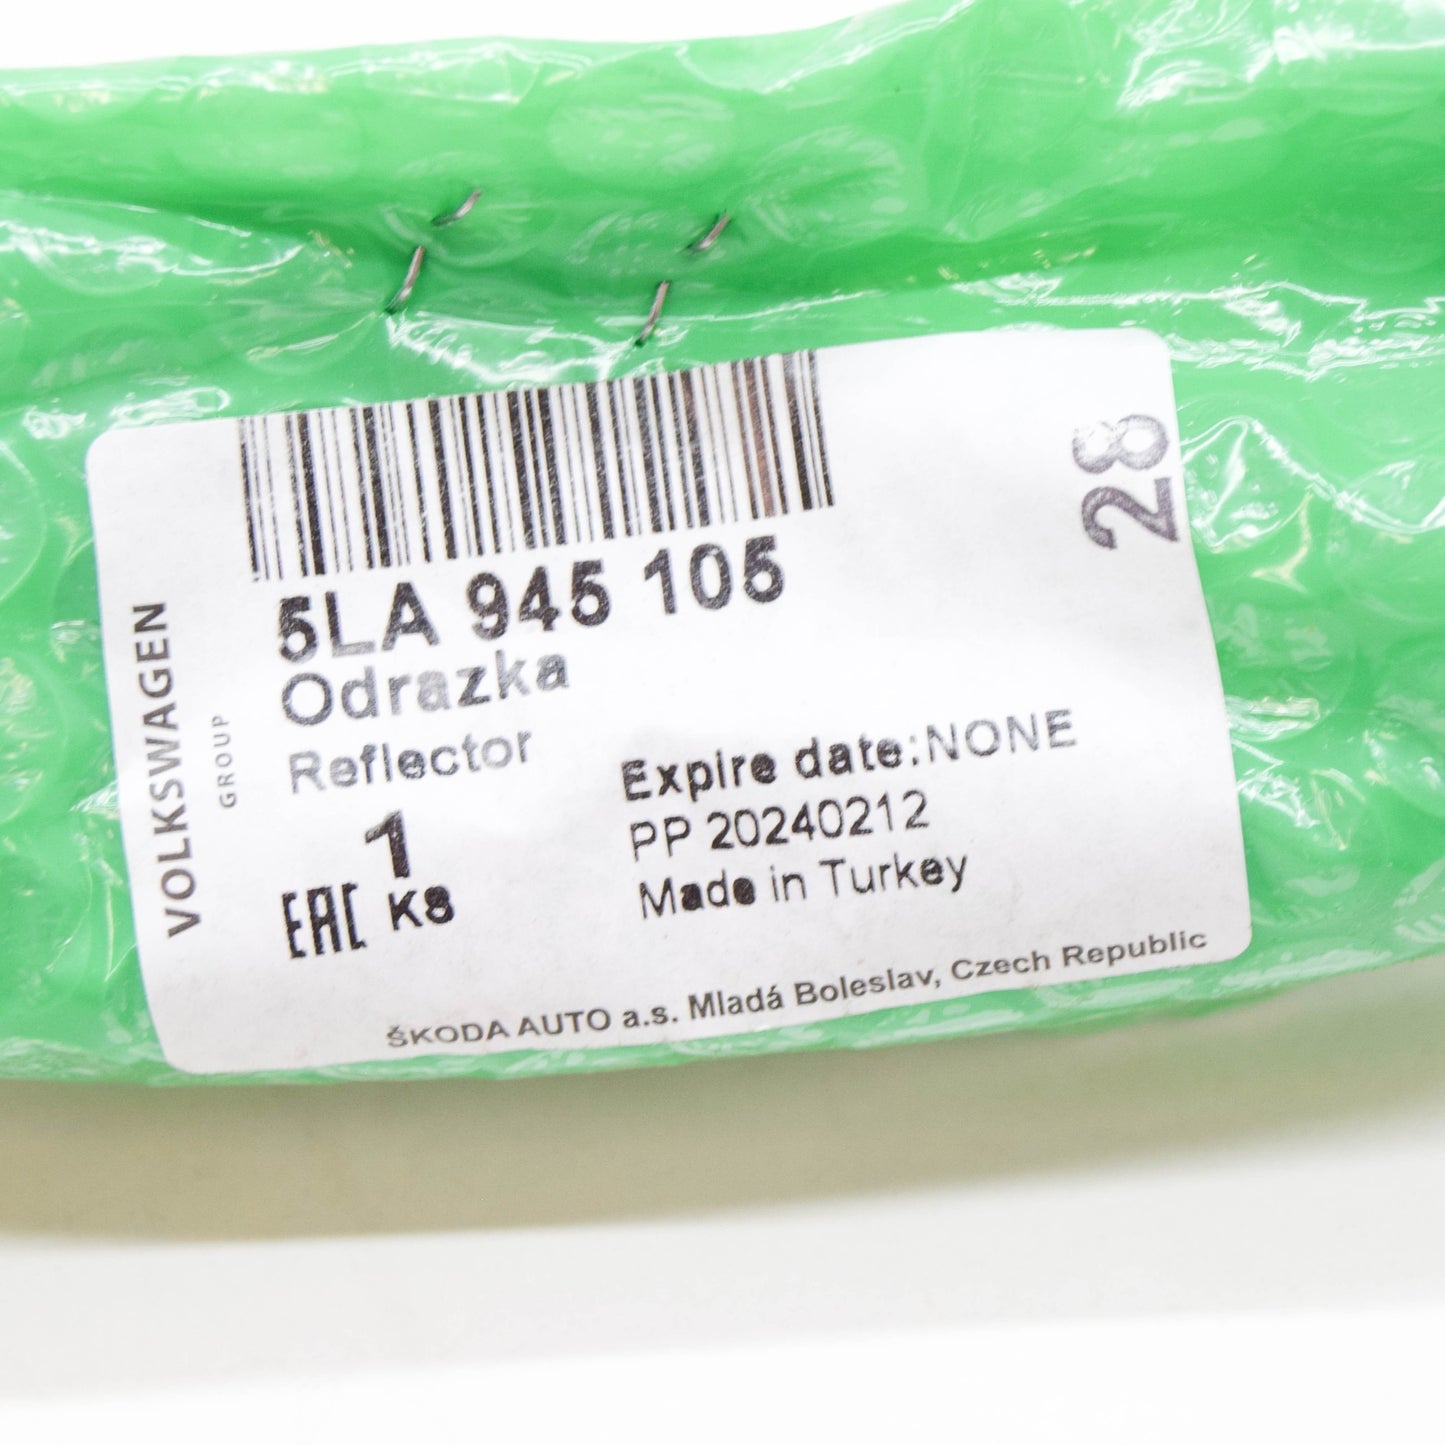 5LA 945 105
Odrazka
Reflector
1
EAC KS
Expire date:NONE
PP 20240212
Made in Turkey
ŠKODA AUTO a.s. Mladá Boleslav, Czech Republic
VOLKSWAGEN
GROUP
28